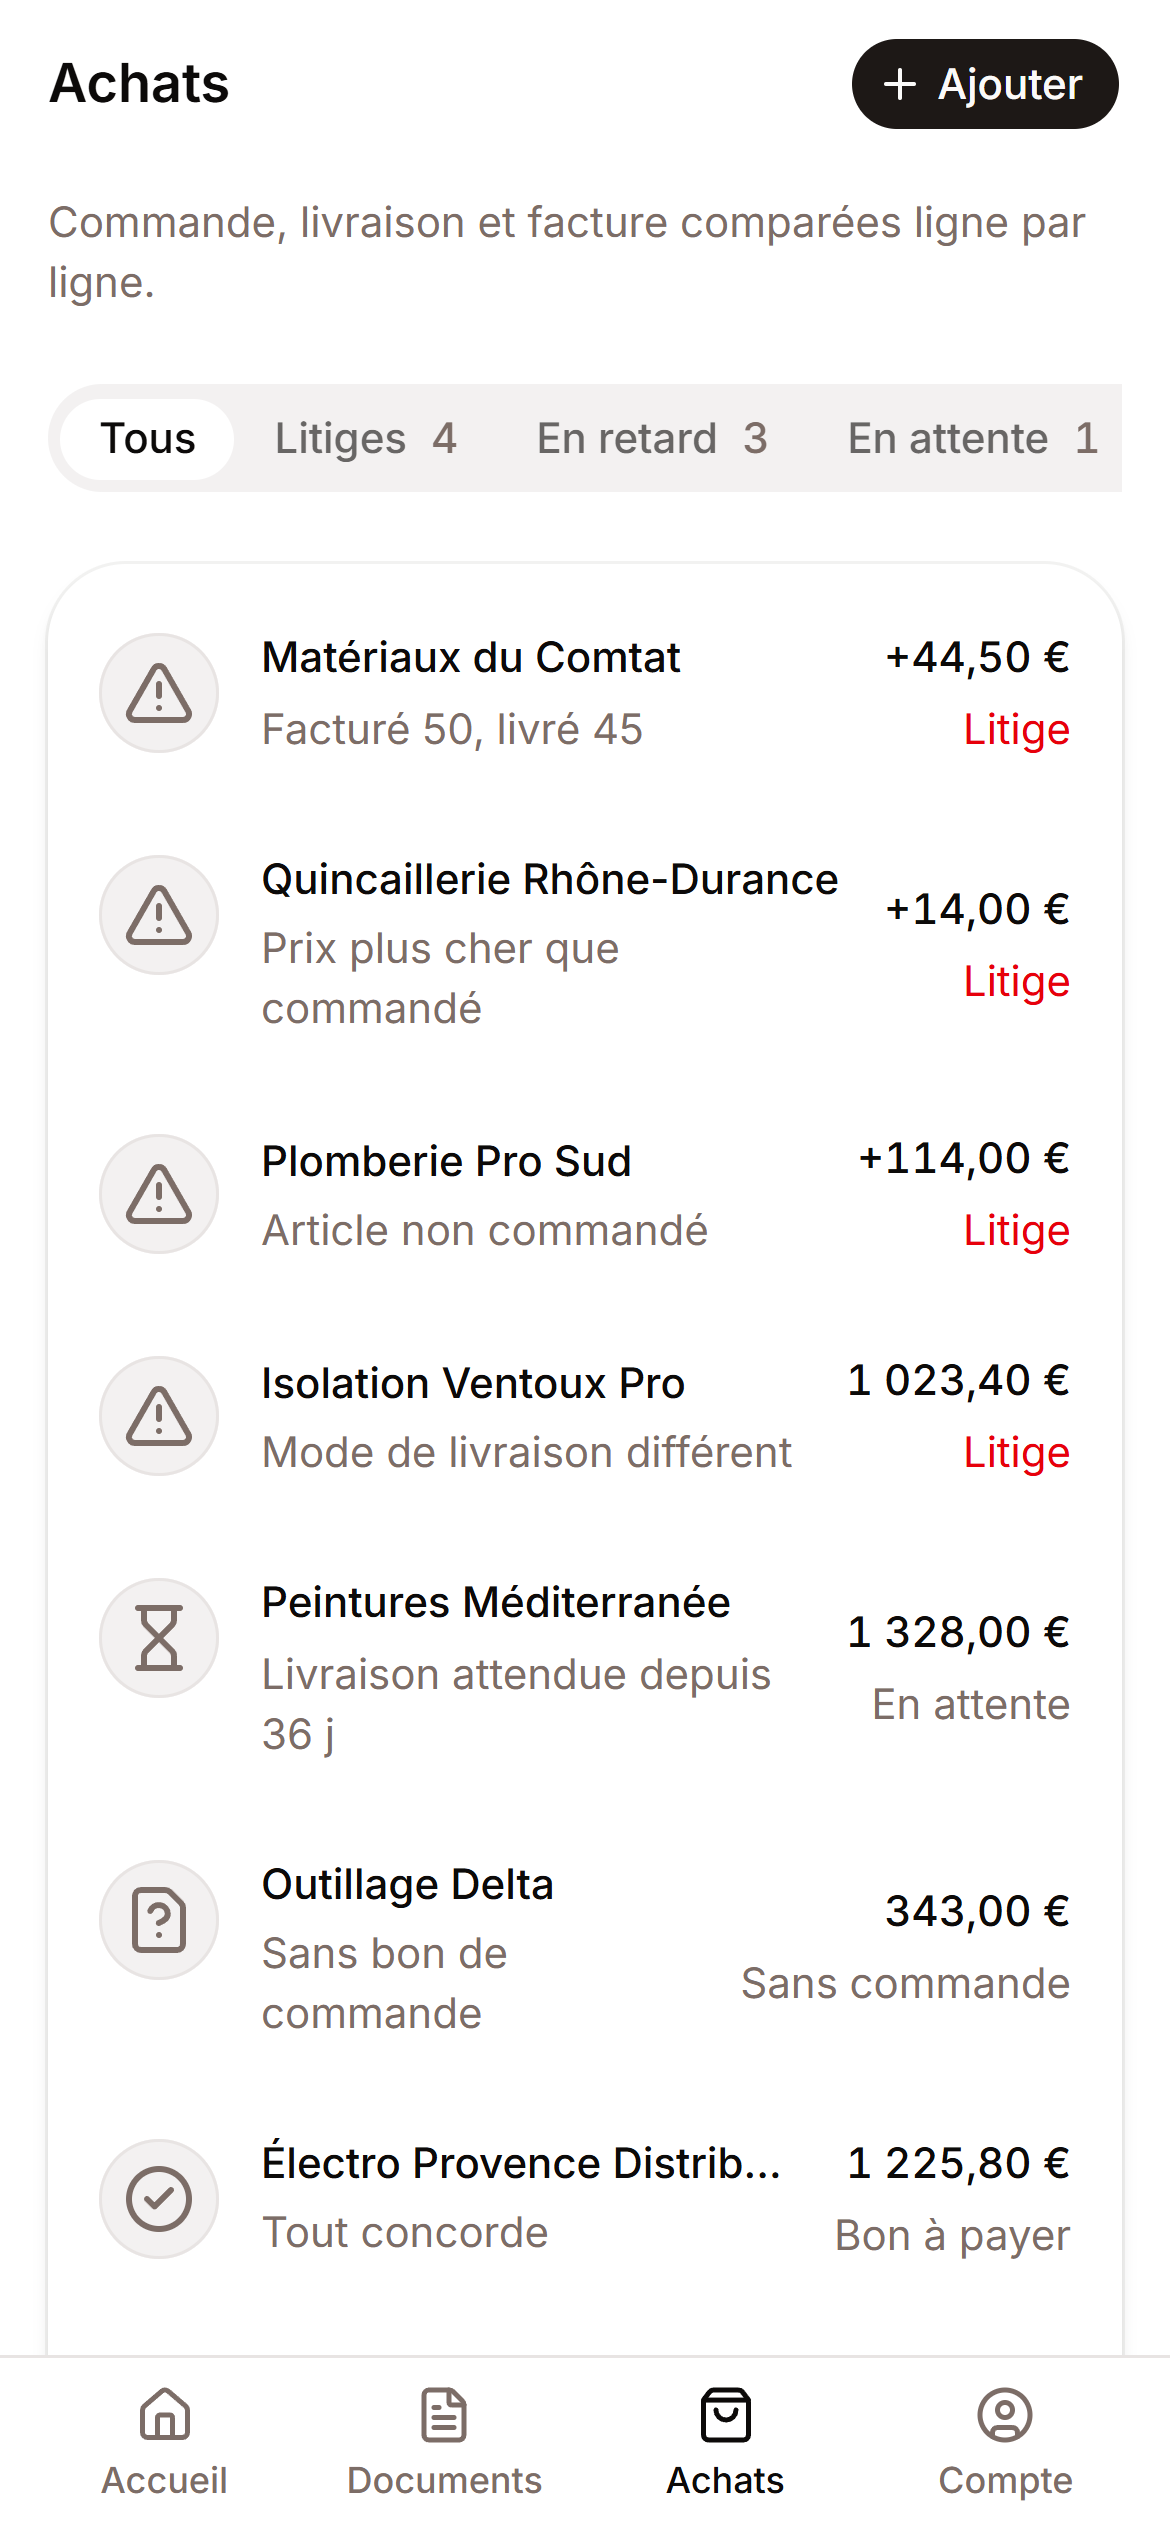 Achats
Ajouter
Commande, livraison et facture comparées ligne par
ligne.
Tous Litiges 4 En retard 3 En attente 1
Matériaux du Comtat +44,50 €
Facturé 50, livré 45 Litige
Quincaillerie Rhône-Durance +14,00 €
Prix plus cher que
commandé Litige
Plomberie Pro Sud +114,00 €
Article non commandé Litige
Isolation Ventoux Pro 1 023,40 €
Mode de livraison différent Litige
Peintures Méditerranée 1 328,00 €
Livraison attendue depuis
36 j En attente
Outillage Delta 343,00 €
Sans bon de
commande Sans commande
Électro Provence Distrib... 1 225,80 €
Tout concorde Bon à payer
Accueil Documents Achats Compte